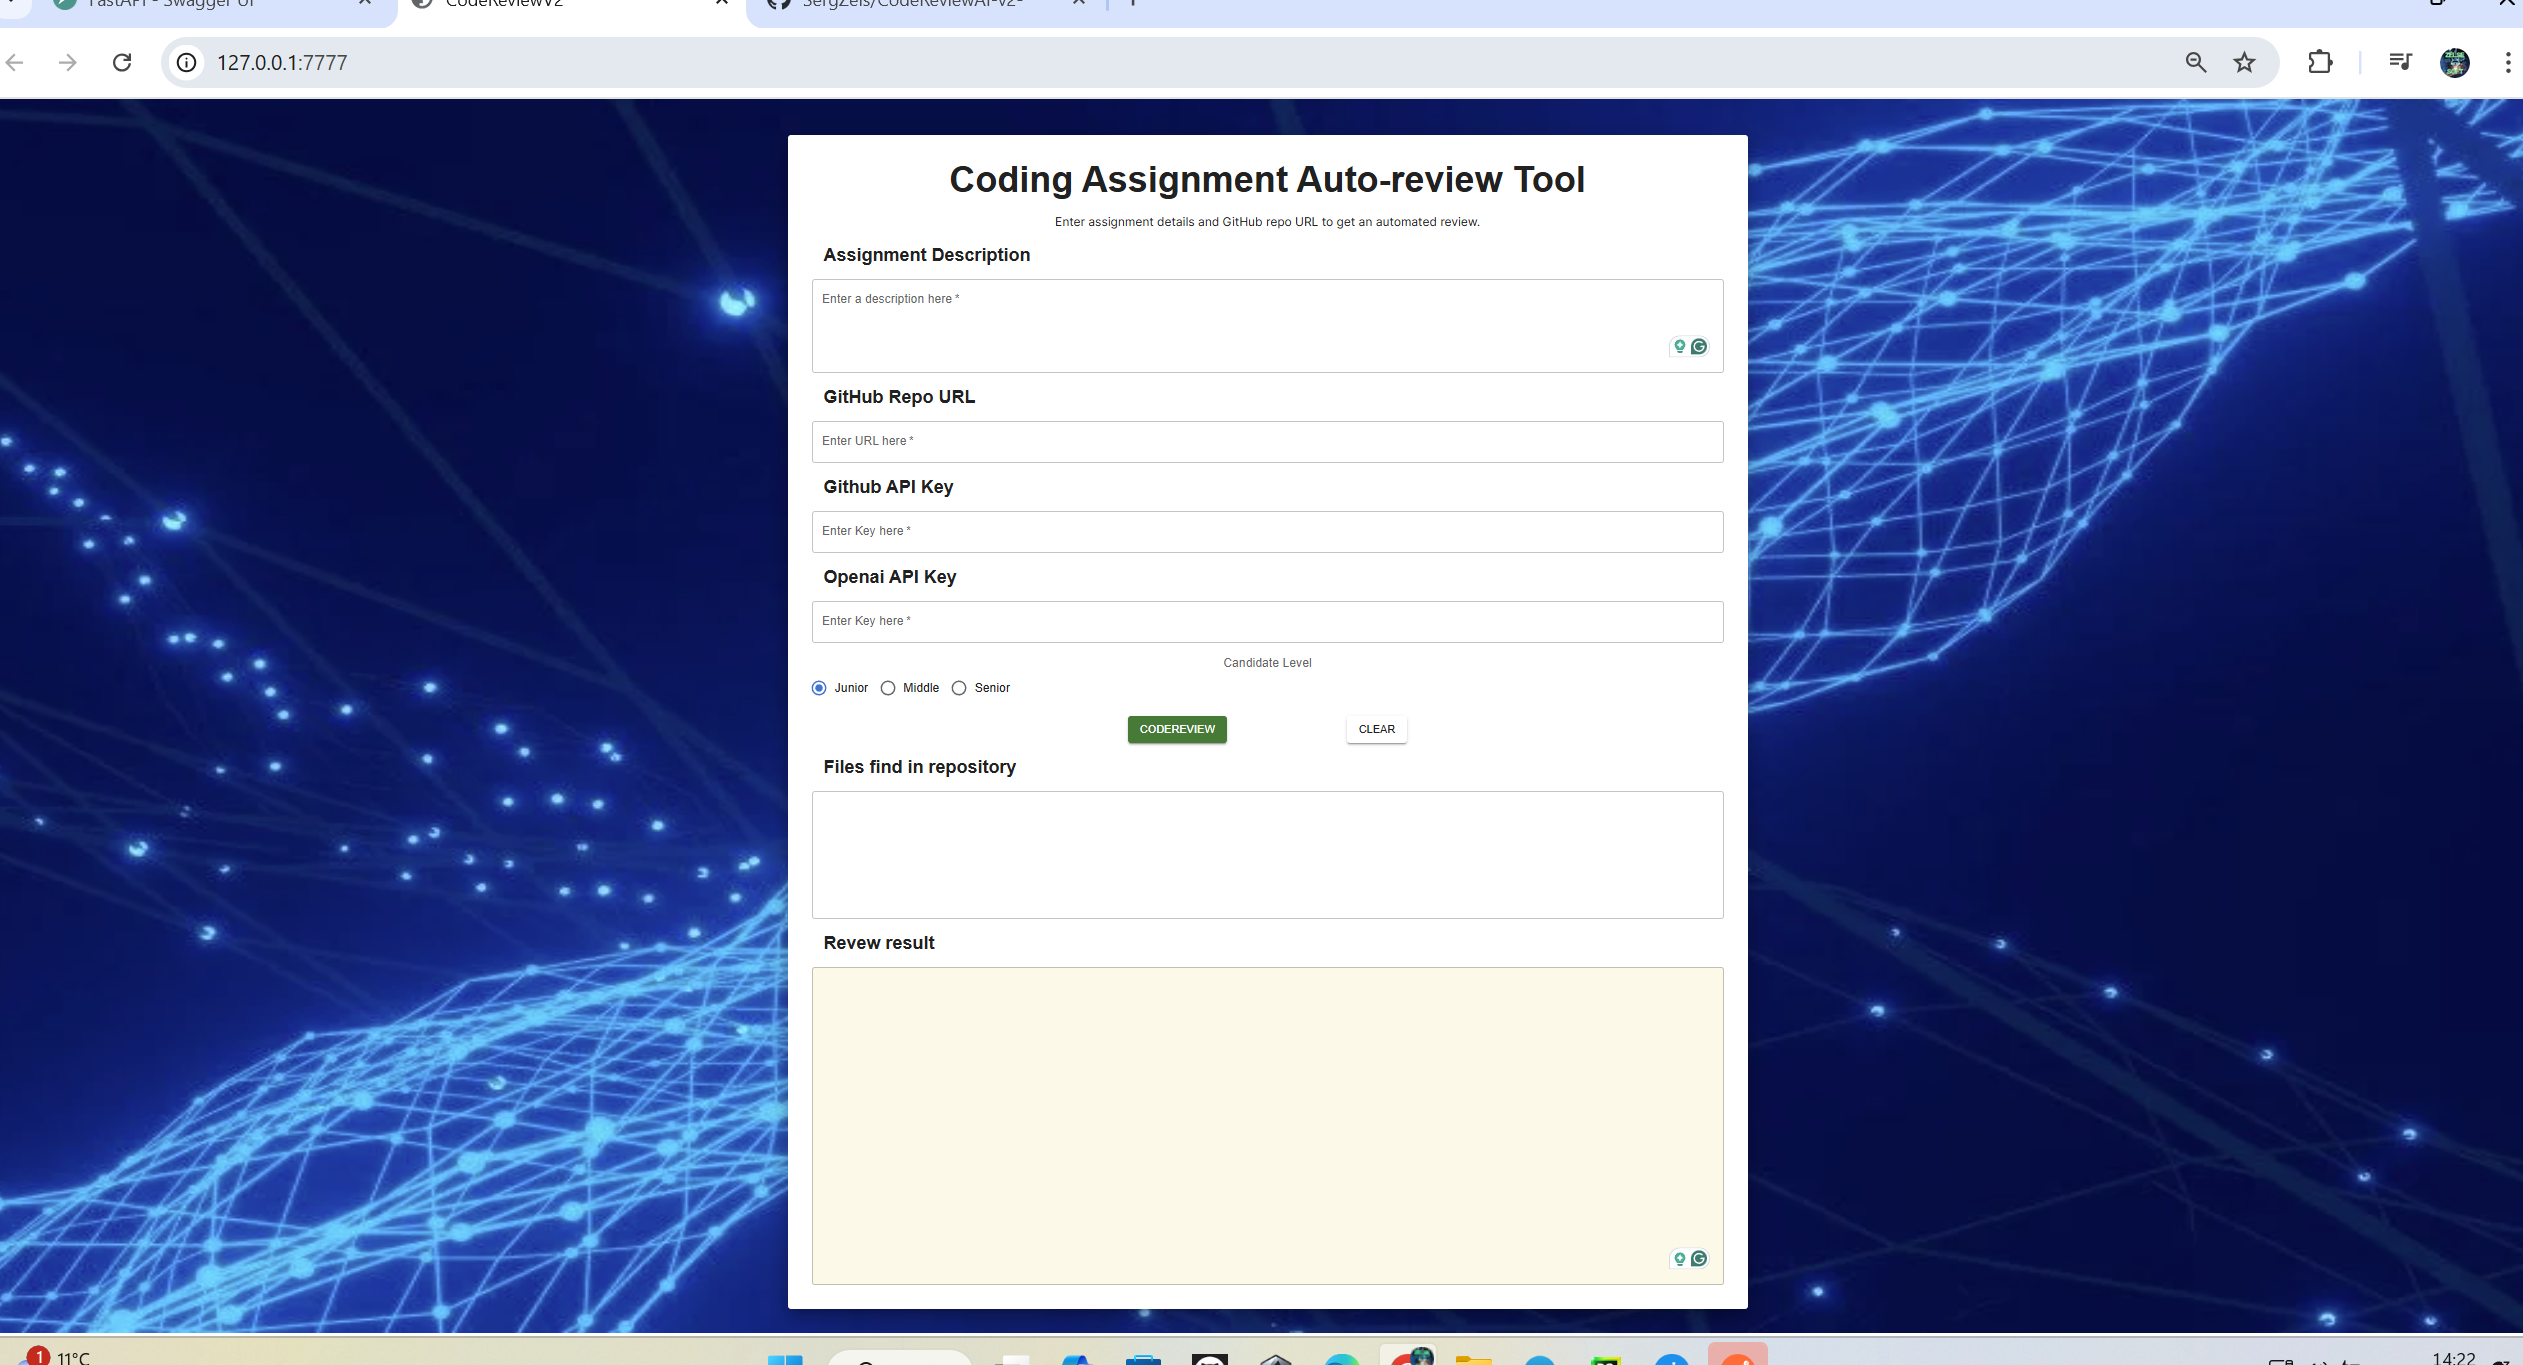 FastAPI - Swagger UI
CodeReviewV2
SergZeis/CodeReviewAI-v2-
127.0.0.1:7777
Coding Assignment Auto-review Tool
Enter assignment details and GitHub repo URL to get an automated review.
Assignment Description
Enter a description here *
GitHub Repo URL
Enter URL here *
Github API Key
Enter Key here *
Openai API Key
Enter Key here *
Candidate Level
Junior Middle Senior
CODEREVIEW CLEAR
Files find in repository
Revew result
1 11°C
14:22